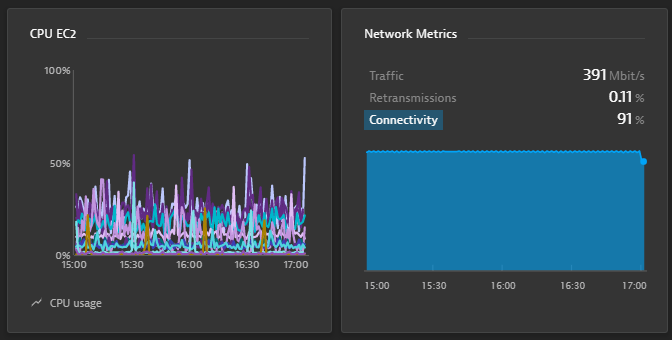 CPU EC2
100%
50%
0%
15:00 15:30 16:00 16:30 17:00
CPU usage
Network Metrics
Traffic 391 Mbit/s
Retransmissions 0.11 %
Connectivity 91 %
15:00 15:30 16:00 16:30 17:00